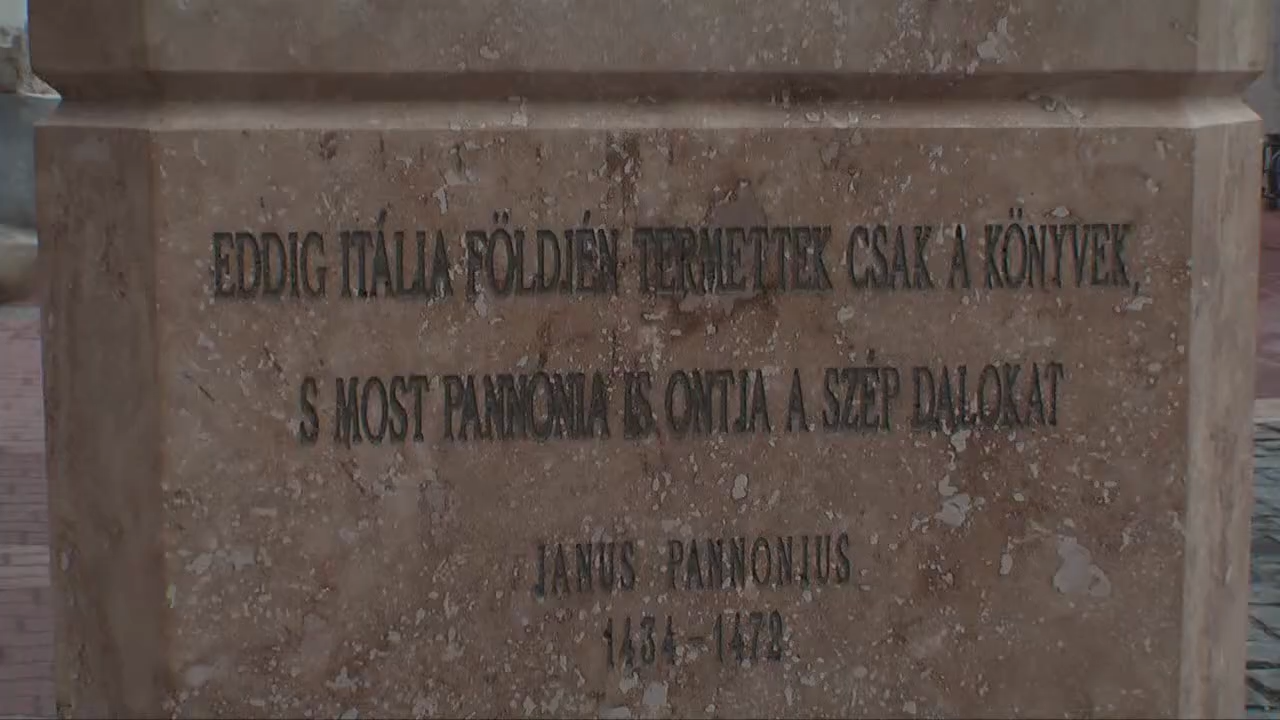 EDDIG ITÁLIA FÖLDJÉN TERMETTEK CSAK A KÖNYVEK,
S MOST PANNÓNIA IS ONTJA A SZÉP DALOKAT
JANUS PANNONIUS
1434-1472